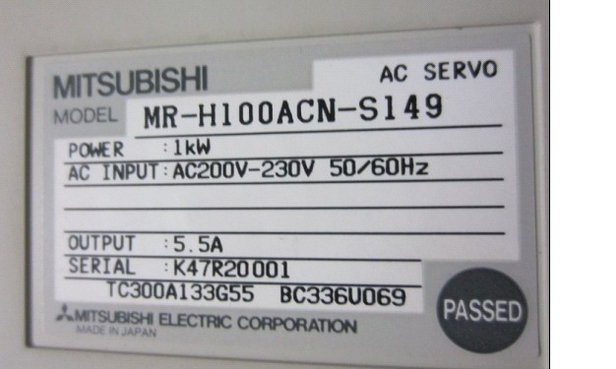 MITSUBISHI
AC SERVO
MODEL MR-H100ACN-S149
POWER :1kW
AC INPUT:AC200V-230V 50/60Hz
OUTPUT :5.5A
SERIAL :K47R20001
TC300A133G55 BC336U069
PASSED
MITSUBISHI ELECTRIC CORPORATION
MADE IN JAPAN